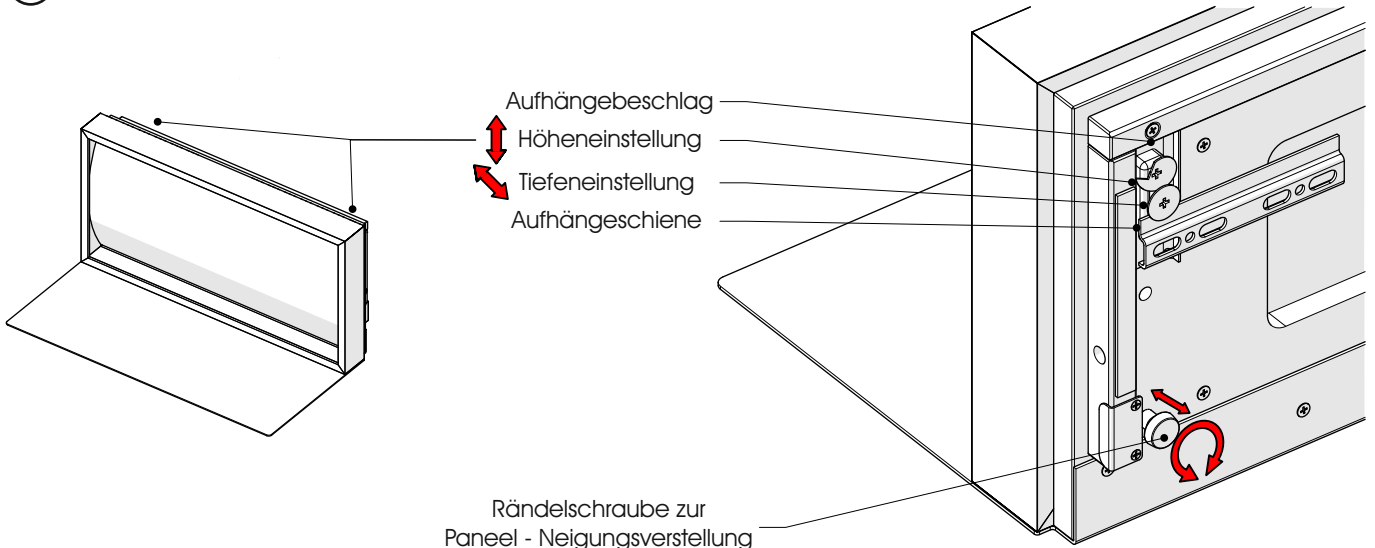 Aufhängebeschlag
Höheneinstellung
Tiefeneinstellung
Aufhängeschiene
Rändelschraube zur
Paneel - Neigungsverstellung